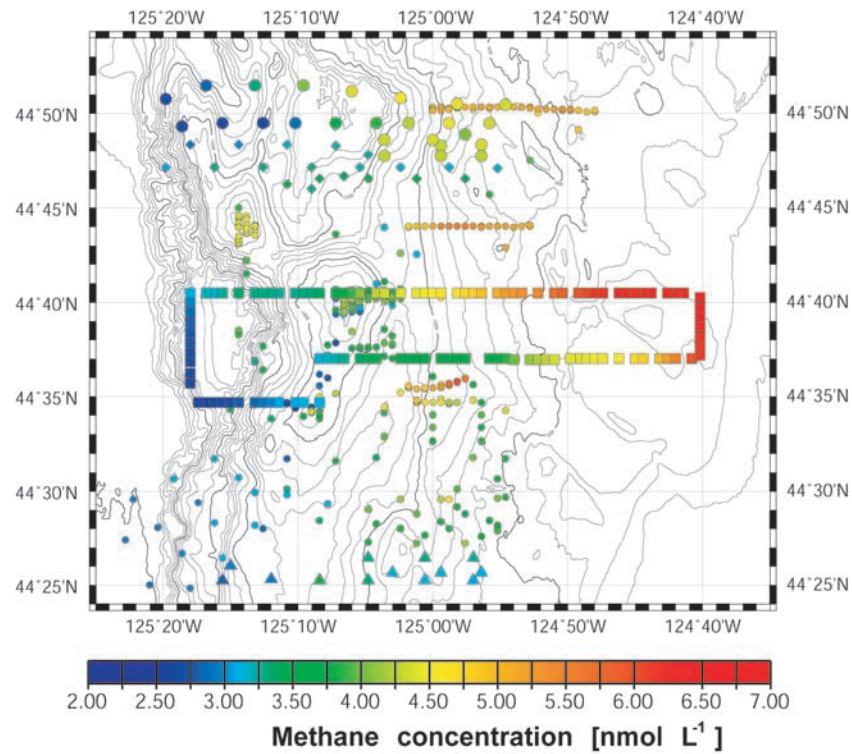 125°20'W 125°10'W 125°00'W 124°50'W 124°40'W
44°50'N 44°50'N
44°45'N 44°45'N
44°40'N 44°40'N
44°35'N 44°35'N
44°30'N 44°30'N
44°25'N 44°25'N
125°20'W 125°10'W 125°00'W 124°50'W 124°40'W
2.00 2.50 3.00 3.50 4.00 4.50 5.00 5.50 6.00 6.50 7.00
Methane concentration [nmol L⁻¹ ]